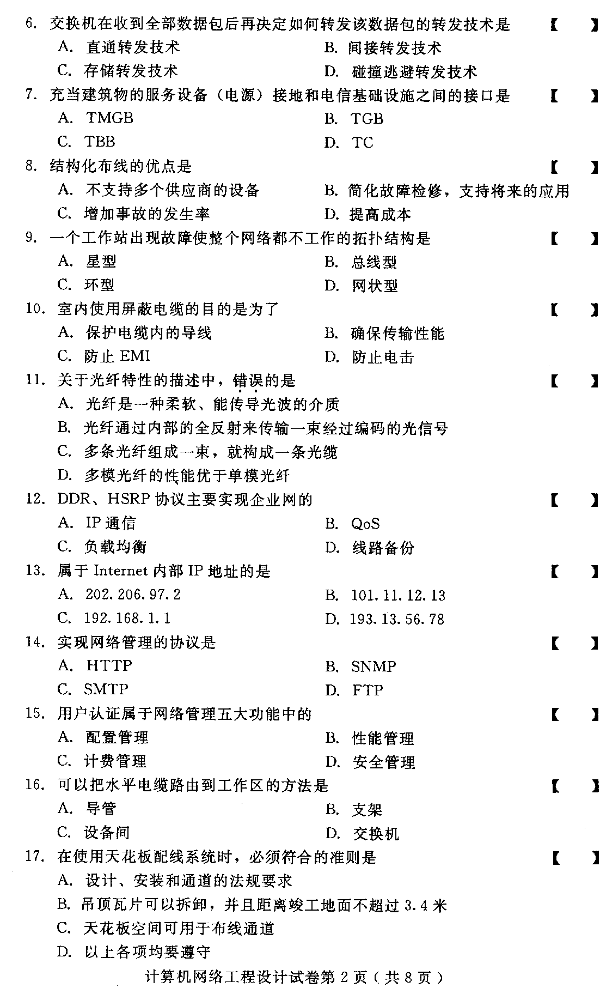 6. 交换机在收到全部数据包后再决定如何转发该数据包的转发技术是 【 】
A. 直通转发技术 B. 间接转发技术
C. 存储转发技术 D. 碰撞逃避转发技术
7. 充当建筑物的服务设备（电源）接地和电信基础设施之间的接口是 【 】
A. TMGB B. TGB
C. TBB D. TC
8. 结构化布线的优点是 【 】
A. 不支持多个供应商的设备 B. 简化故障检修，支持将来的应用
C. 增加事故的发生率 D. 提高成本
9. 一个工作站出现故障使整个网络都不工作的拓扑结构是 【 】
A. 星型 B. 总线型
C. 环型 D. 网状型
10. 室内使用屏蔽电缆的目的是为了 【 】
A. 保护电缆内的导线 B. 确保传输性能
C. 防止 EMI D. 防止电击
11. 关于光纤特性的描述中，错误的是 【 】
A. 光纤是一种柔软、能传导光波的介质
B. 光纤通过内部的全反射来传输一束经过编码的光信号
C. 多条光纤组成一束，就构成一条光缆
D. 多模光纤的性能优于单模光纤
12. DDR、HSRP 协议主要实现企业网的 【 】
A. IP 通信 B. QoS
C. 负载均衡 D. 线路备份
13. 属于 Internet 内部 IP 地址的是 【 】
A. 202.206.97.2 B. 101.11.12.13
C. 192.168.1.1 D. 193.13.56.78
14. 实现网络管理的协议是 【 】
A. HTTP B. SNMP
C. SMTP D. FTP
15. 用户认证属于网络管理五大功能中的 【 】
A. 配置管理 B. 性能管理
C. 计费管理 D. 安全管理
16. 可以把水平电缆路由到工作区的方法是 【 】
A. 导管 B. 支架
C. 设备间 D. 交换机
17. 在使用天花板配线系统时，必须符合的准则是 【 】
A. 设计、安装和通道的法规要求
B. 吊顶瓦片可以拆卸，并且距离竣工地面不超过 3.4 米
C. 天花板空间可用于布线通道
D. 以上各项均要遵守
计算机网络工程设计试卷第 2 页（共 8 页）